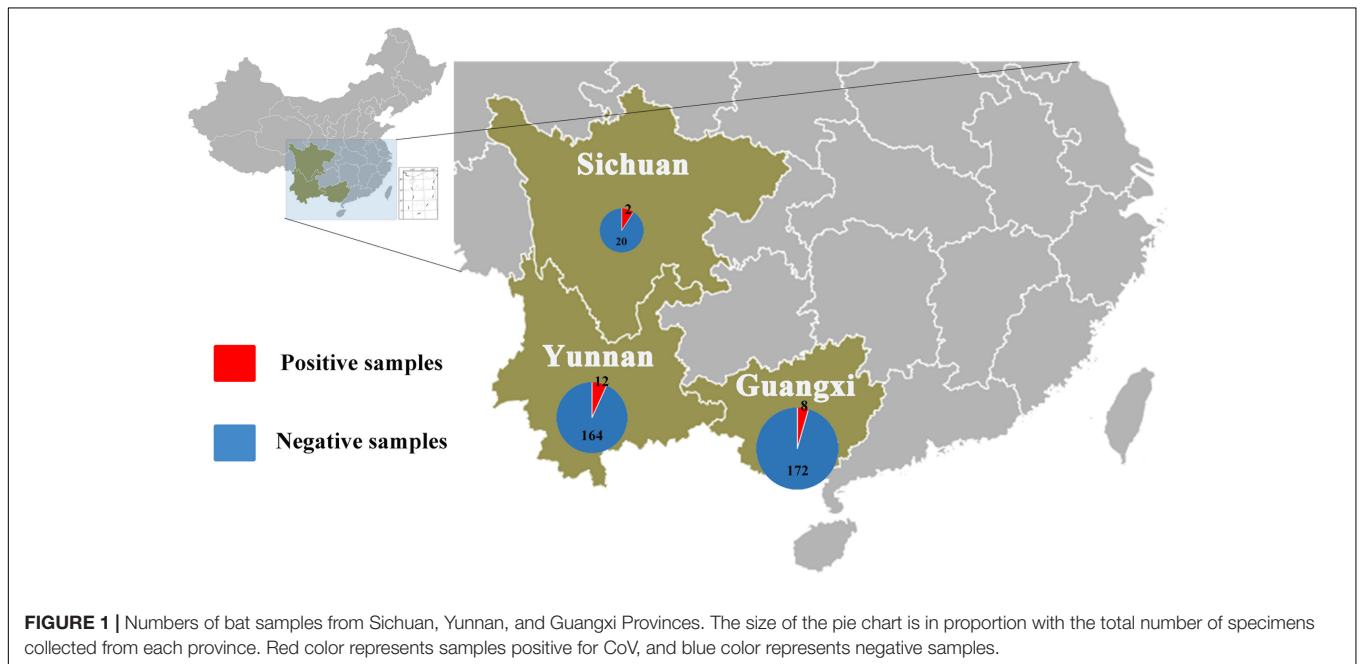 Sichuan
2
20
Yunnan
12
164
Guangxi
8
172
Positive samples
Negative samples
FIGURE 1 | Numbers of bat samples from Sichuan, Yunnan, and Guangxi Provinces. The size of the pie chart is in proportion with the total number of specimens
collected from each province. Red color represents samples positive for CoV, and blue color represents negative samples.